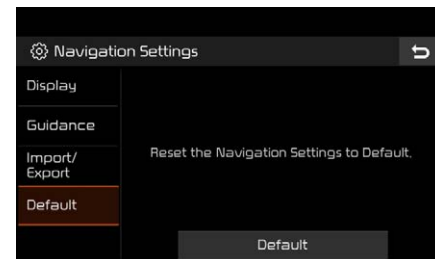 Navigation Settings
Display
Guidance
Import/
Export
Default
Reset the Navigation Settings to Default.
Default